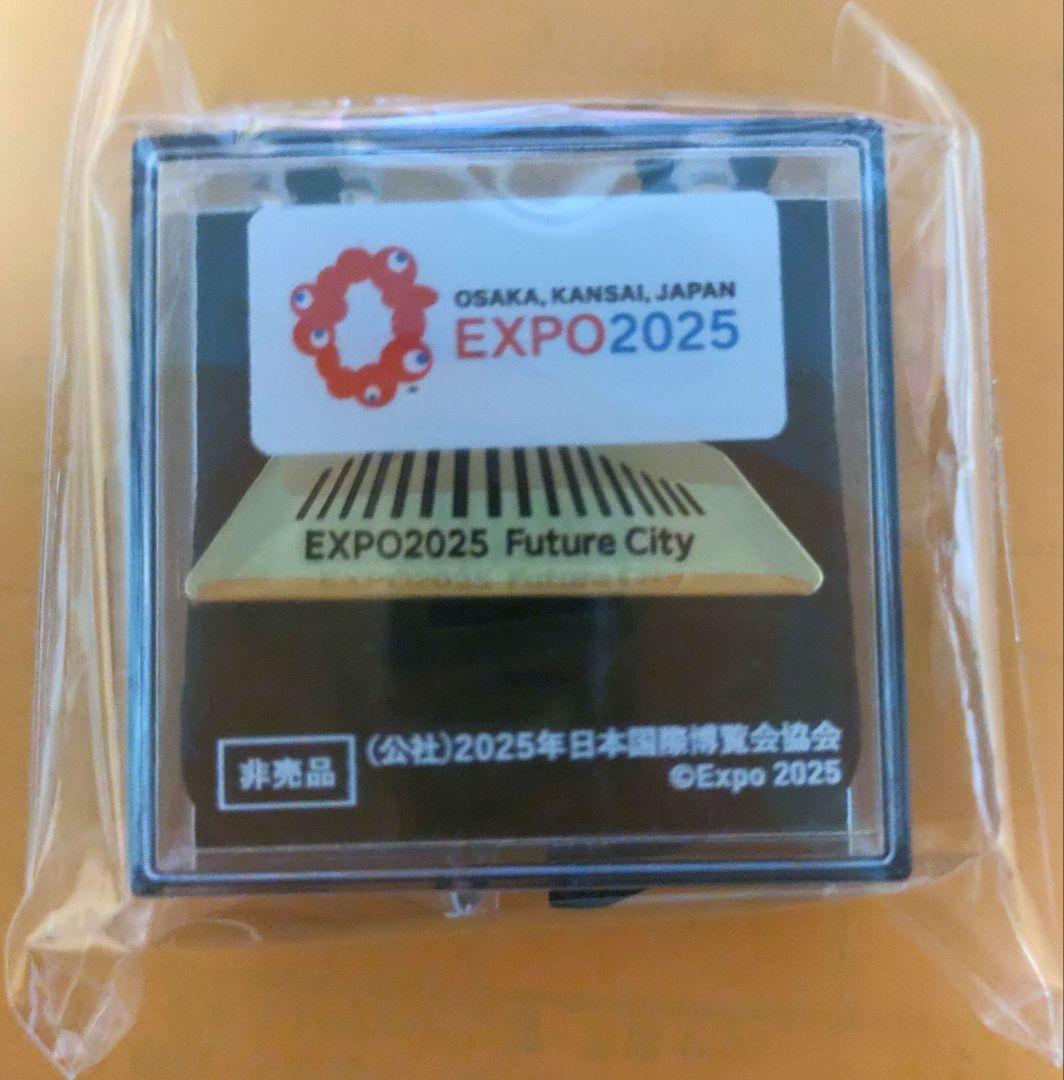 OSAKA, KANSAI, JAPAN
EXPO2025
EXPO2025 Future City
非売品
(公社)2025年日本国際博覧会協会
©Expo 2025